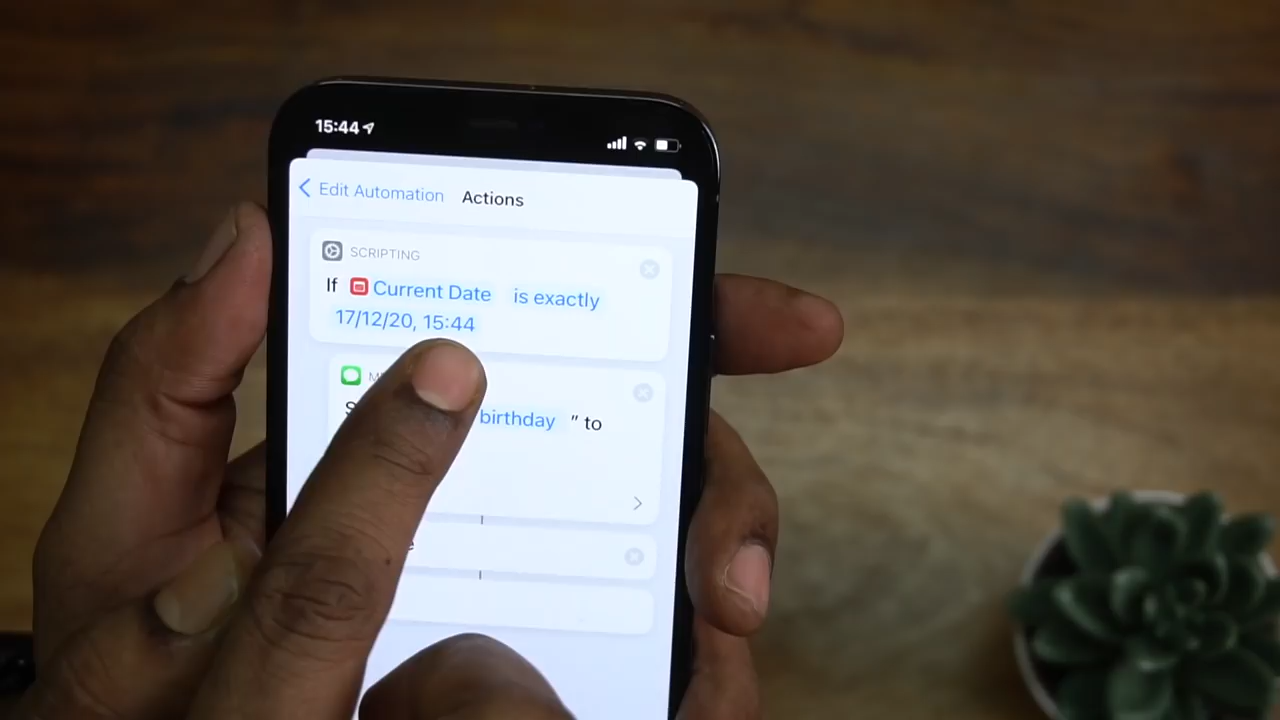 15:44
Edit Automation Actions
SCRIPTING
If Current Date is exactly
17/12/20, 15:44
birthday " to